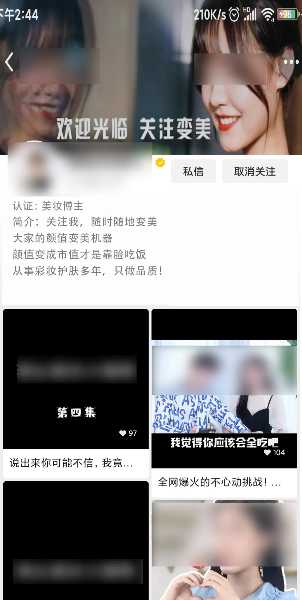 下午2:44
210K/s HD 96
欢迎光临 关注变美
私信 取消关注
认证: 美妆博主
简介: 关注我，随时随地变美
大家的颜值变美机器
颜值变成市值才是靠脸吃饭
从事彩妆护肤多年，只做品质!
第四集
97
说出来你可能不信，我竟...
我觉得你应该会全吃吧
104
全网爆火的不心动挑战! ...